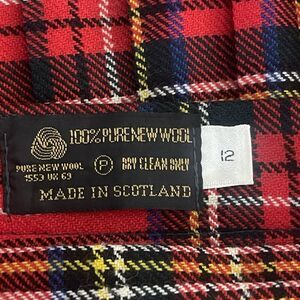 100% PURE NEW WOOL
PURE NEW WOOL
1553 UK 69
P
DRY CLEAN ONLY
MADE IN SCOTLAND
12